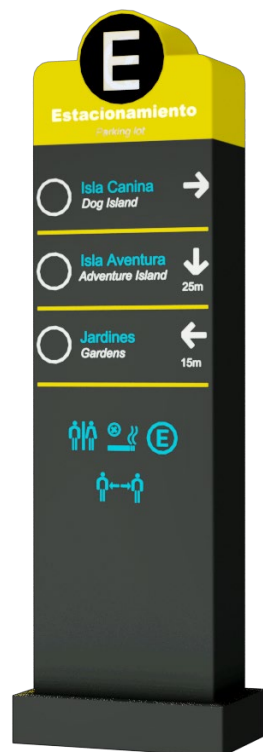 E
Estacionamiento
Parking lot
Isla Canina
Dog Island
Isla Aventura
Adventure Island
25m
Jardines
Gardens
15m
E